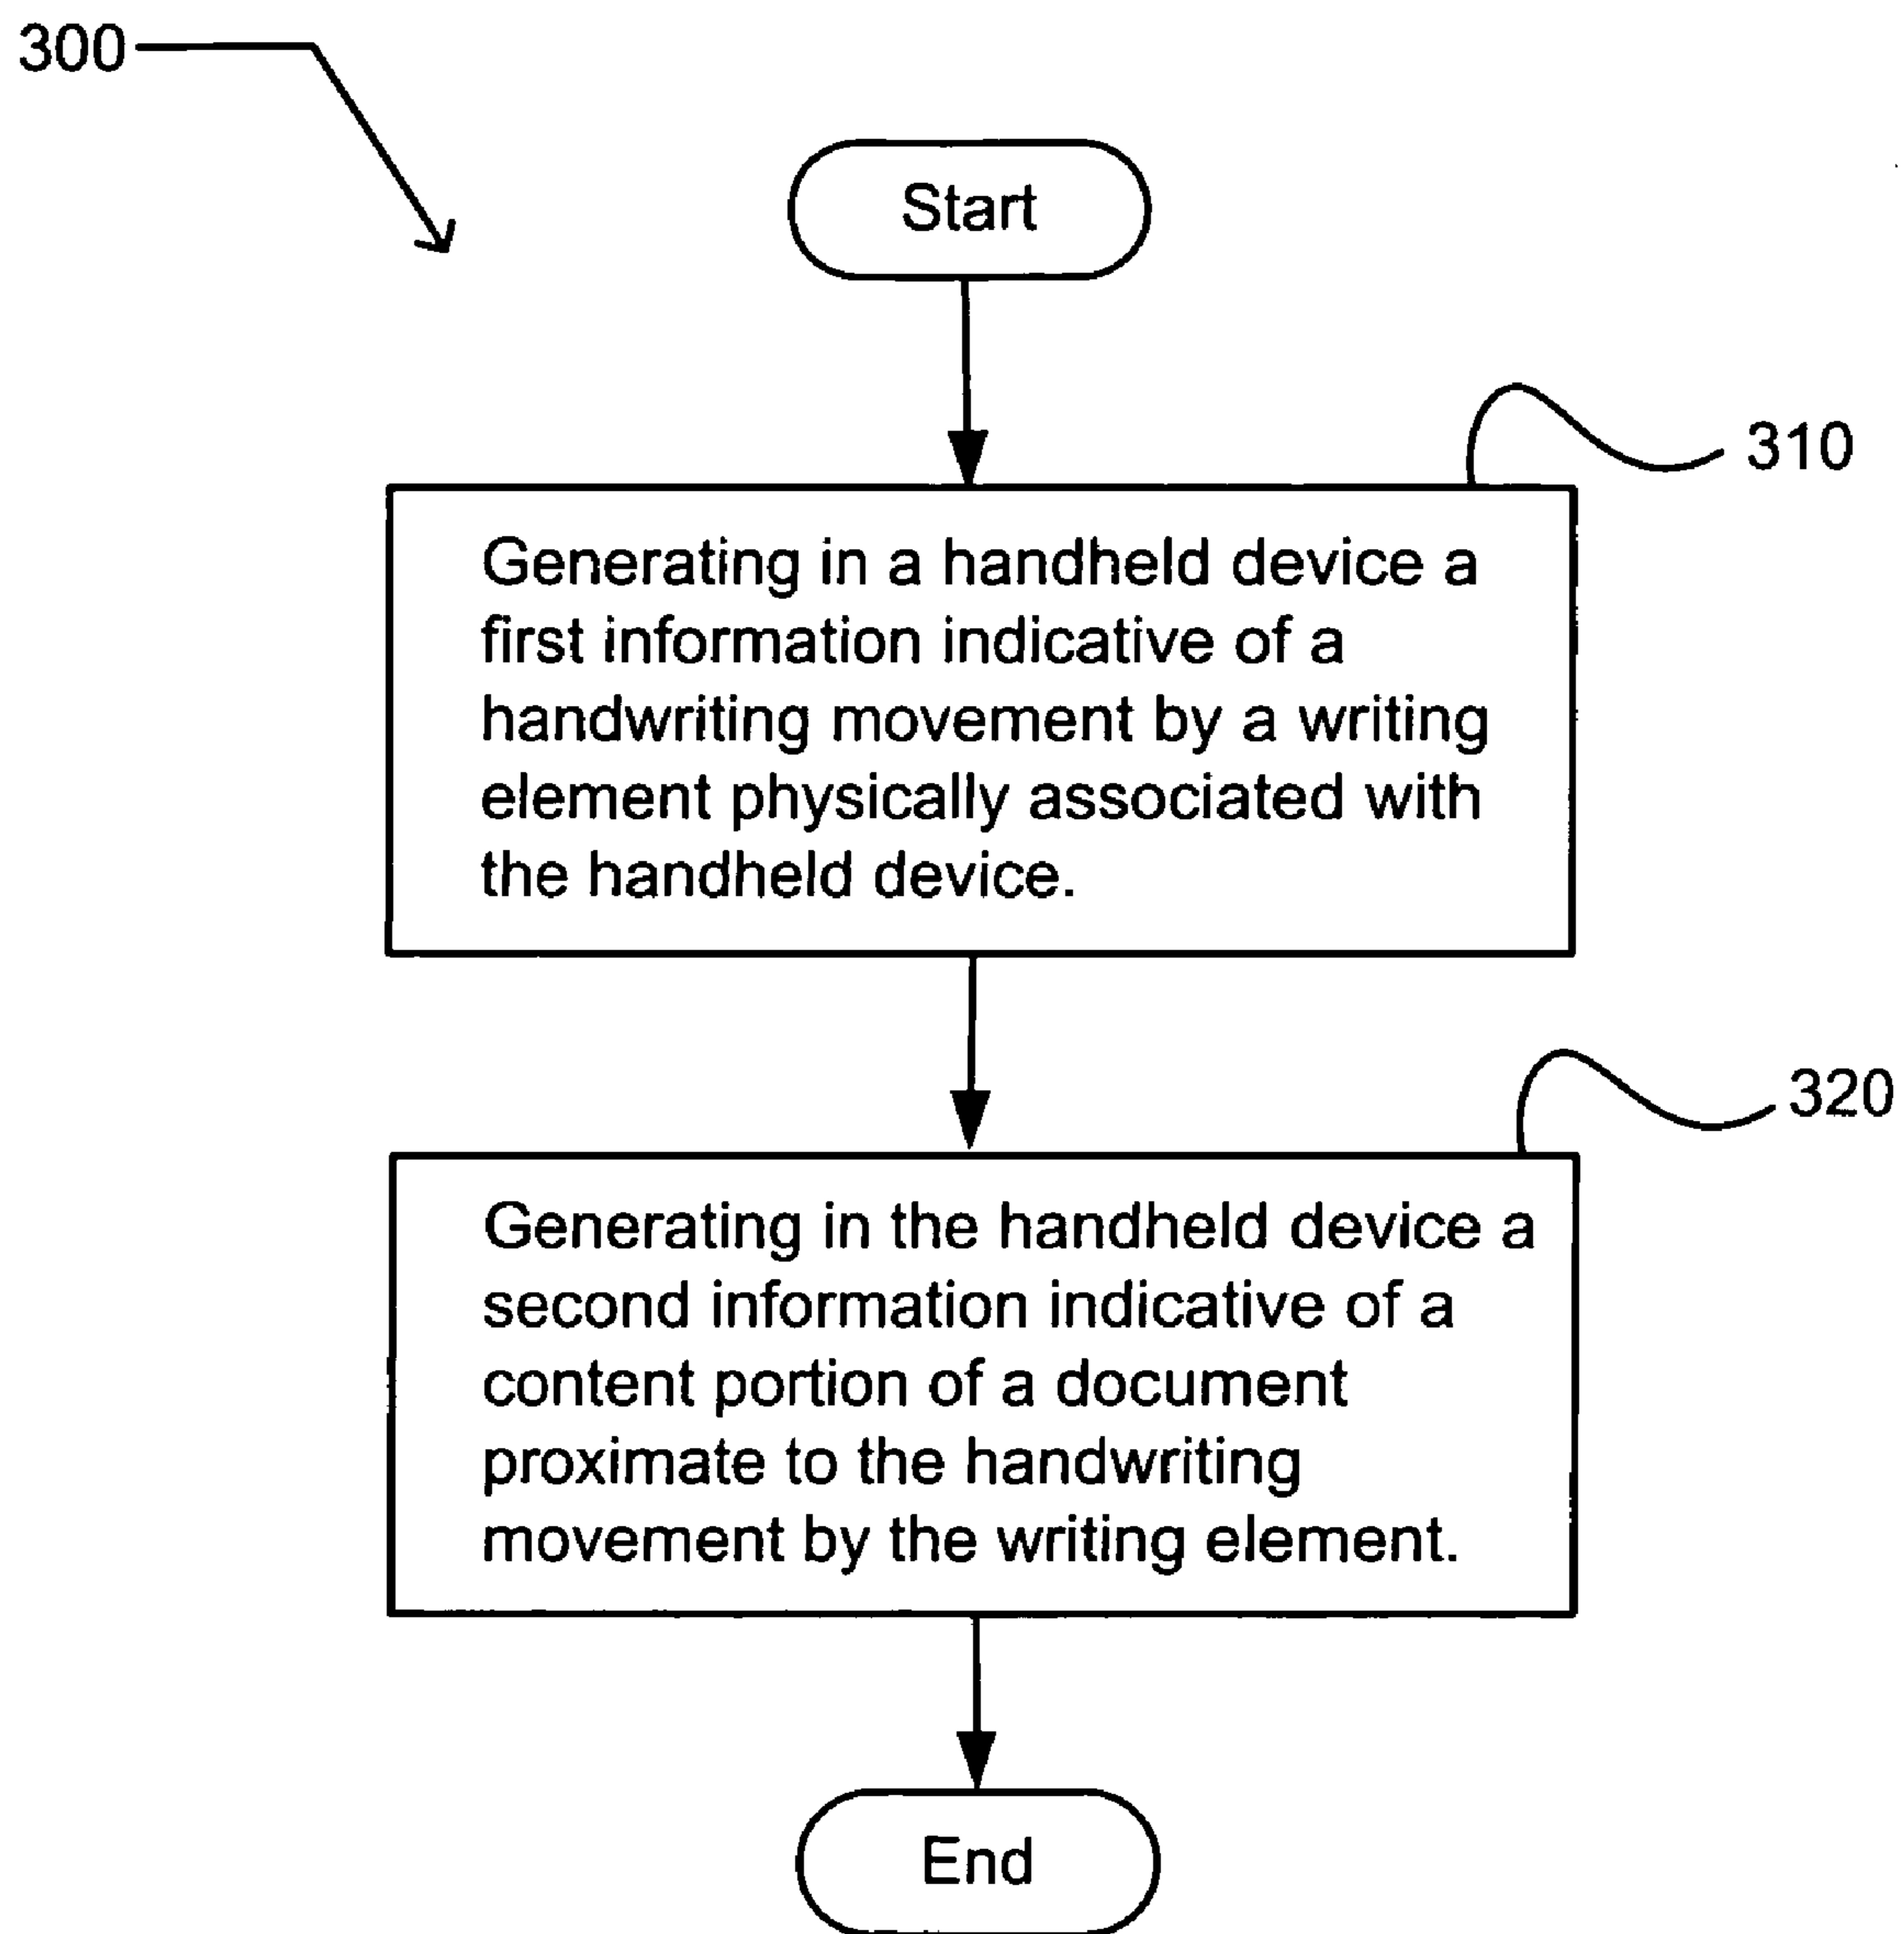 300
Start
310
Generating in a handheld device a
first information indicative of a
handwriting movement by a writing
element physically associated with
the handheld device.
320
Generating in the handheld device a
second information indicative of a
content portion of a document
proximate to the handwriting
movement by the writing element.
End